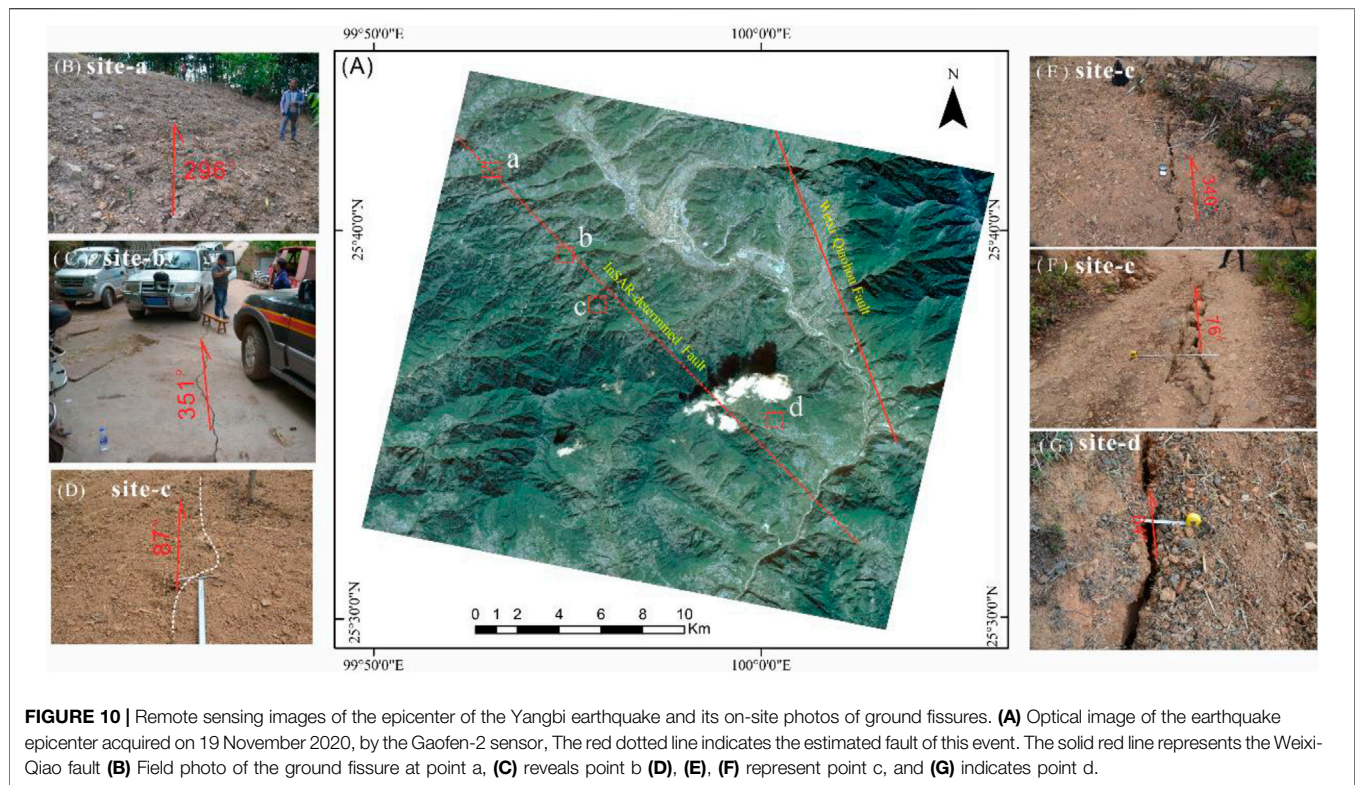 99°50'0"E
100°0'0"E
(B) site-a
296°
(C) site-b
351°
(D) site-c
87°
(A)
N
a
b
c
d
InSAR-determined Fault
Weixi-Qiaohou Fault
25°40'0"N
25°40'0"N
25°30'0"N
25°30'0"N
0 1 2 4 6 8 10
Km
99°50'0"E
100°0'0"E
(E) site-c
340°
(F) site-c
76°
(G) site-d
FIGURE 10 | Remote sensing images of the epicenter of the Yangbi earthquake and its on-site photos of ground fissures. (A) Optical image of the earthquake
epicenter acquired on 19 November 2020, by the Gaofen-2 sensor, The red dotted line indicates the estimated fault of this event. The solid red line represents the Weixi-
Qiao fault (B) Field photo of the ground fissure at point a, (C) reveals point b (D), (E), (F) represent point c, and (G) indicates point d.